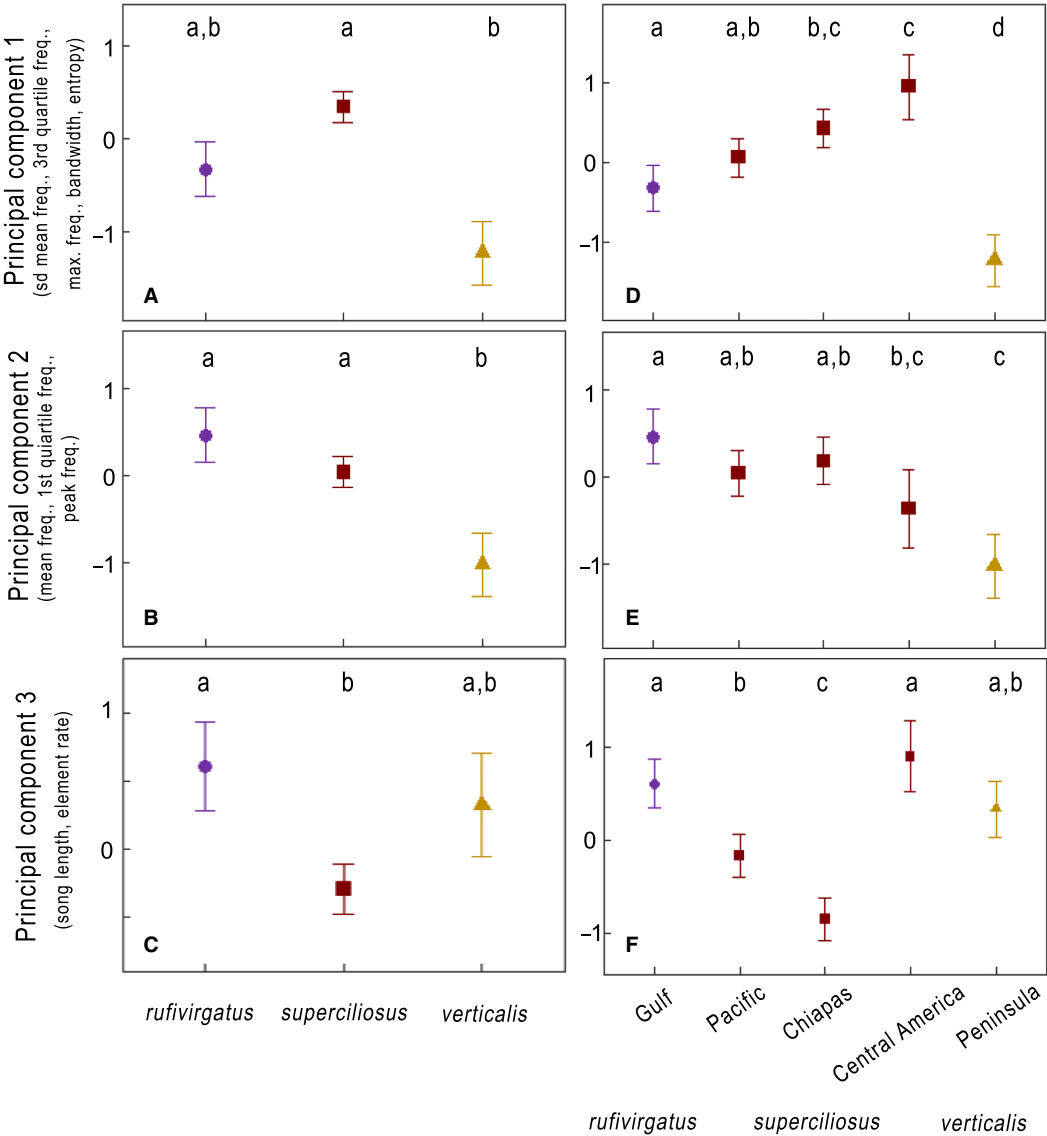 Principal component 1
(sd mean freq., 3rd quartile freq.,
max. freq., bandwidth, entropy)
1
0
−1
a,b a b
A
1
0
−1
a a,b b,c c d
D
Principal component 2
(mean freq., 1st quiartile freq.,
peak freq.)
1
0
−1
a a b
B
1
0
−1
a a,b a,b b,c c
E
Principal component 3
(song length, element rate)
1
0
a b a,b
C
1
0
−1
a b c a a,b
F
rufivirgatus superciliosus verticalis
Gulf
Pacific
Chiapas
Central America
Peninsula
rufivirgatus superciliosus verticalis